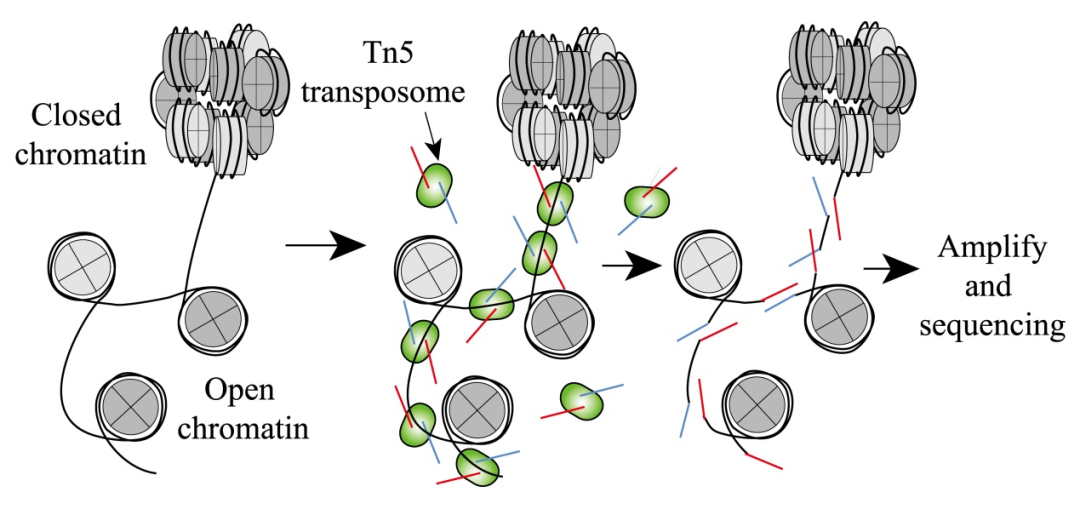 Tn5
transposome
Closed
chromatin
Open
chromatin
Amplify
and
sequencing